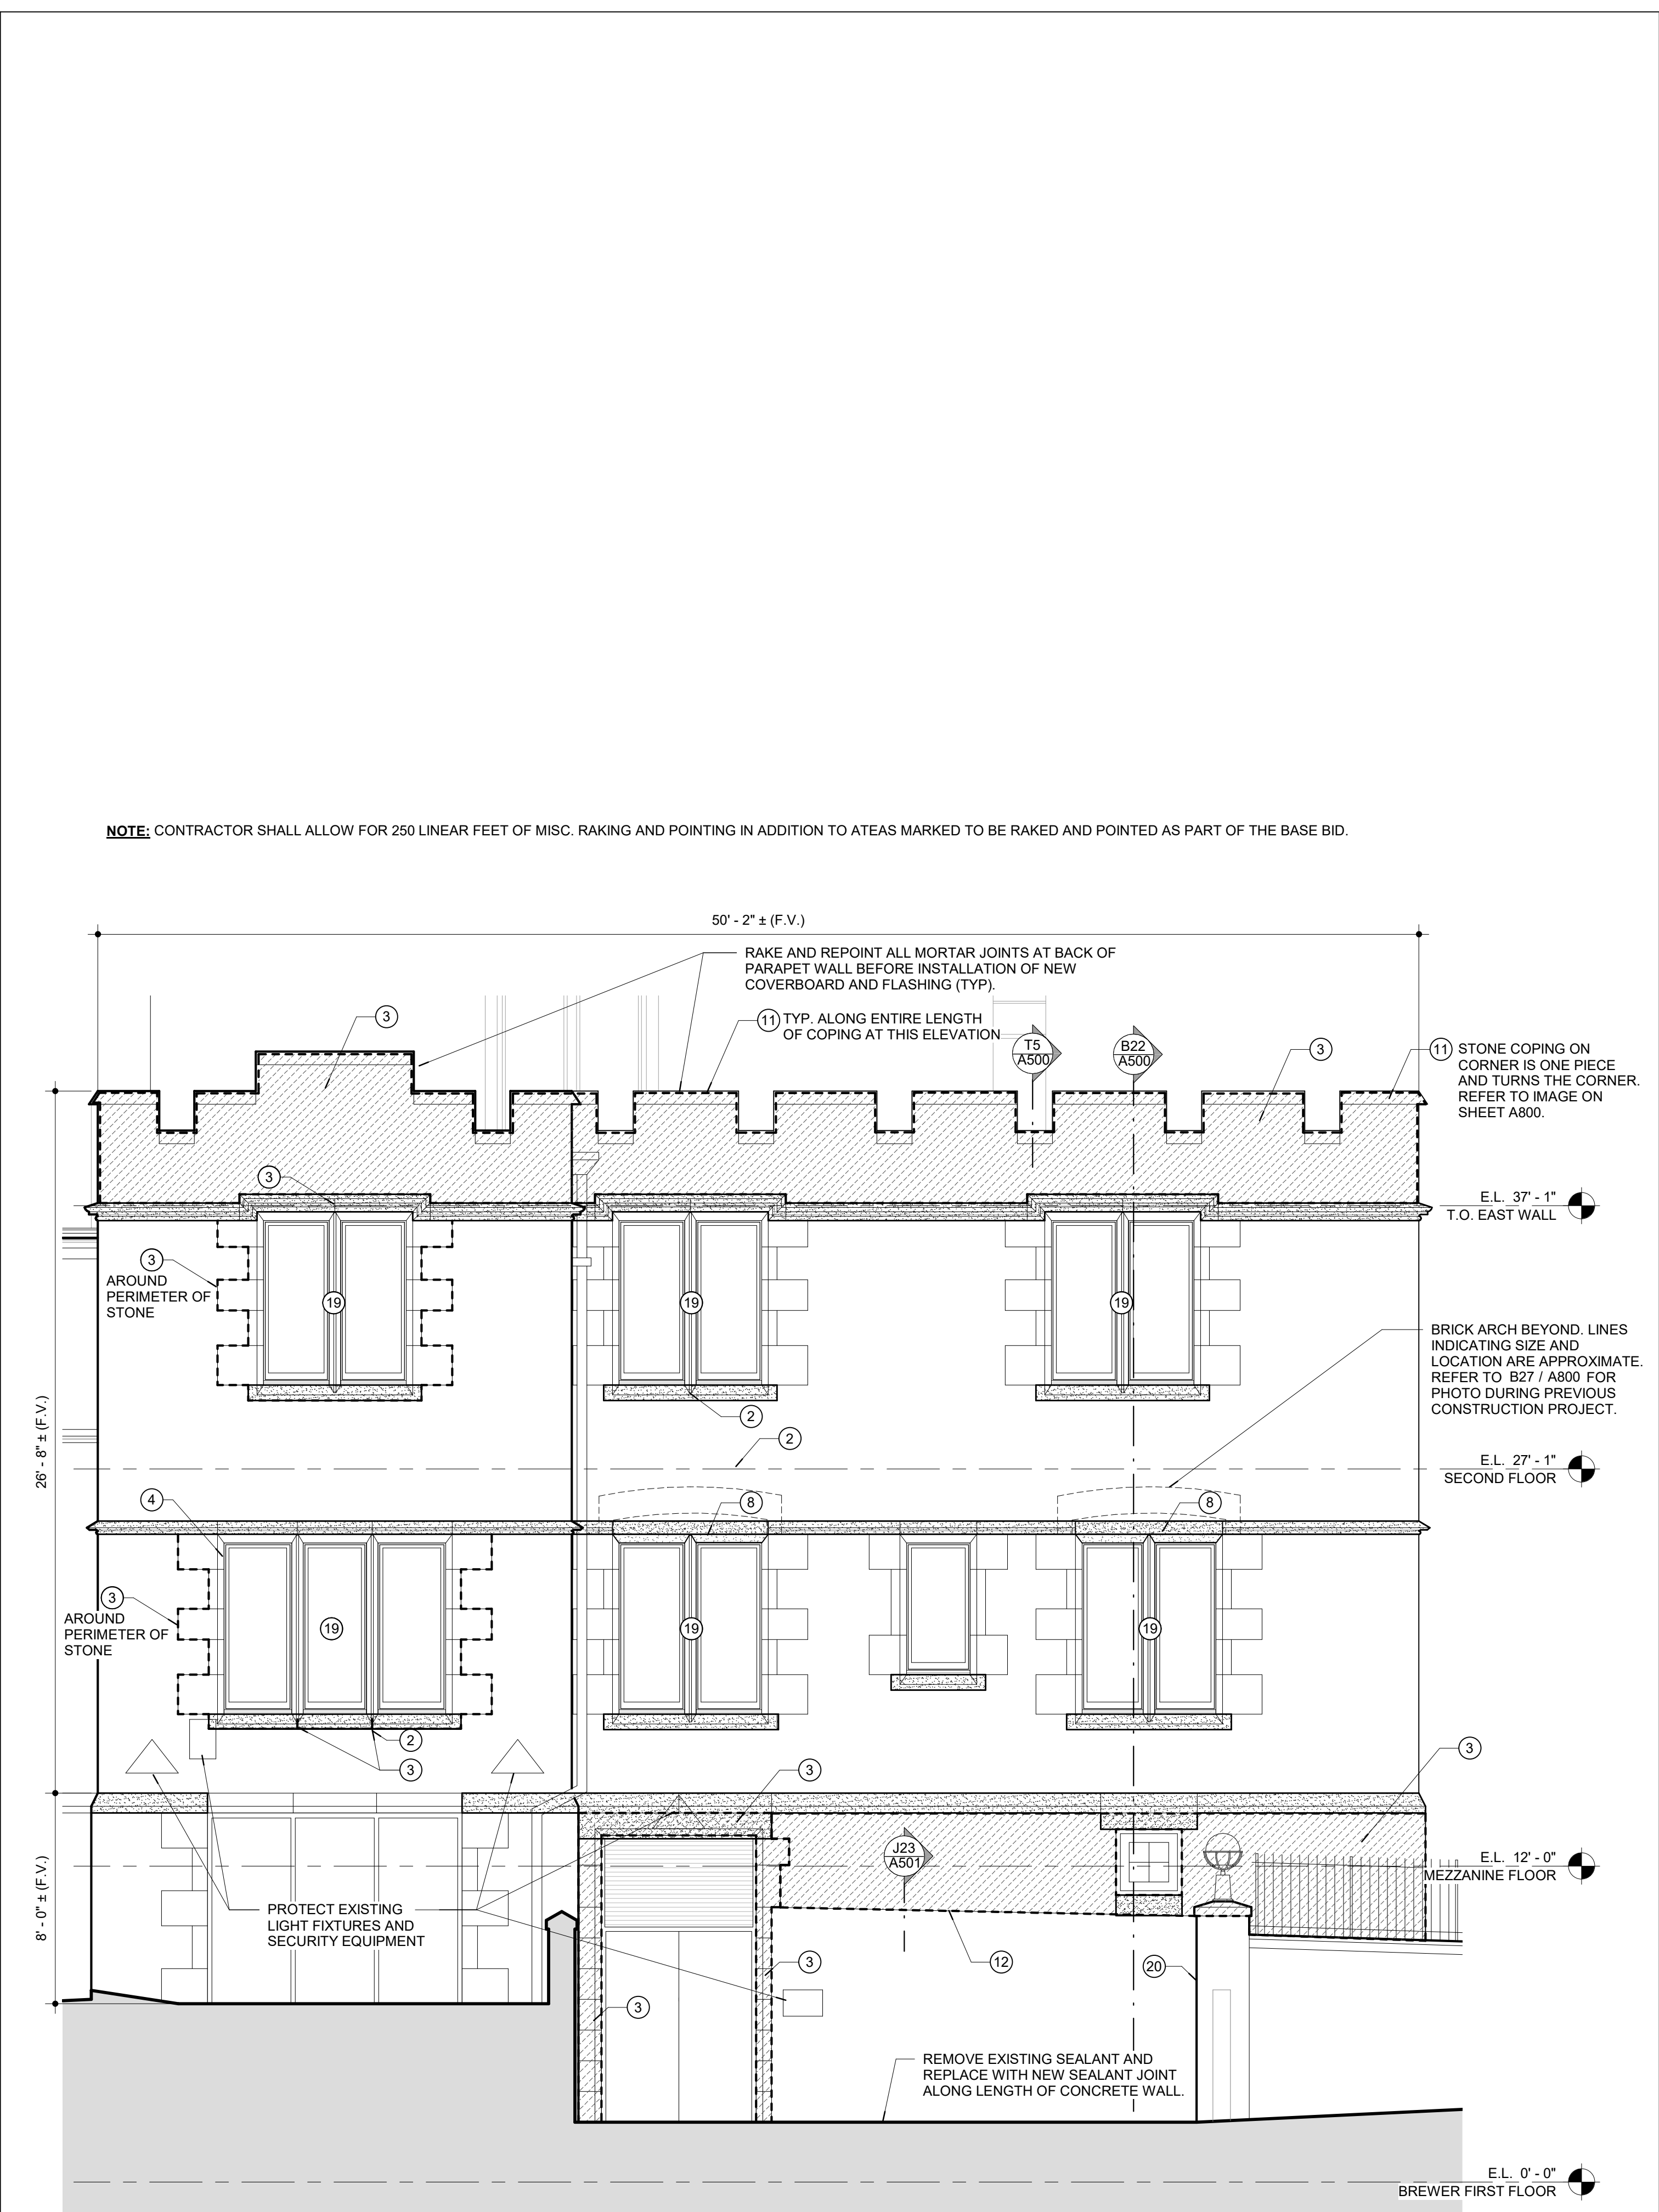 NOTE: CONTRACTOR SHALL ALLOW FOR 250 LINEAR FEET OF MISC. RAKING AND POINTING IN ADDITION TO ATEAS MARKED TO BE RAKED AND POINTED AS PART OF THE BASE BID.
50' - 2" ± (F.V.)
RAKE AND REPOINT ALL MORTAR JOINTS AT BACK OF
PARAPET WALL BEFORE INSTALLATION OF NEW
COVERBOARD AND FLASHING (TYP).
3
11 TYP. ALONG ENTIRE LENGTH
OF COPING AT THIS ELEVATION
T5
A500
B22
A500
3
11 STONE COPING ON
CORNER IS ONE PIECE
AND TURNS THE CORNER.
REFER TO IMAGE ON
SHEET A800.
3
E.L. 37' - 1"
T.O. EAST WALL
3
AROUND
PERIMETER OF
STONE
19
19
19
BRICK ARCH BEYOND. LINES
INDICATING SIZE AND
LOCATION ARE APPROXIMATE.
REFER TO B27 / A800 FOR
PHOTO DURING PREVIOUS
CONSTRUCTION PROJECT.
2
2
26' - 8" ± (F.V.)
E.L. 27' - 1"
SECOND FLOOR
4
8
8
3
AROUND
PERIMETER OF
STONE
19
19
19
2
3
3
3
J23
A501
E.L. 12' - 0"
MEZZANINE FLOOR
8' - 0" ± (F.V.)
PROTECT EXISTING
LIGHT FIXTURES AND
SECURITY EQUIPMENT
3
12
20
3
REMOVE EXISTING SEALANT AND
REPLACE WITH NEW SEALANT JOINT
ALONG LENGTH OF CONCRETE WALL.
E.L. 0' - 0"
BREWER FIRST FLOOR